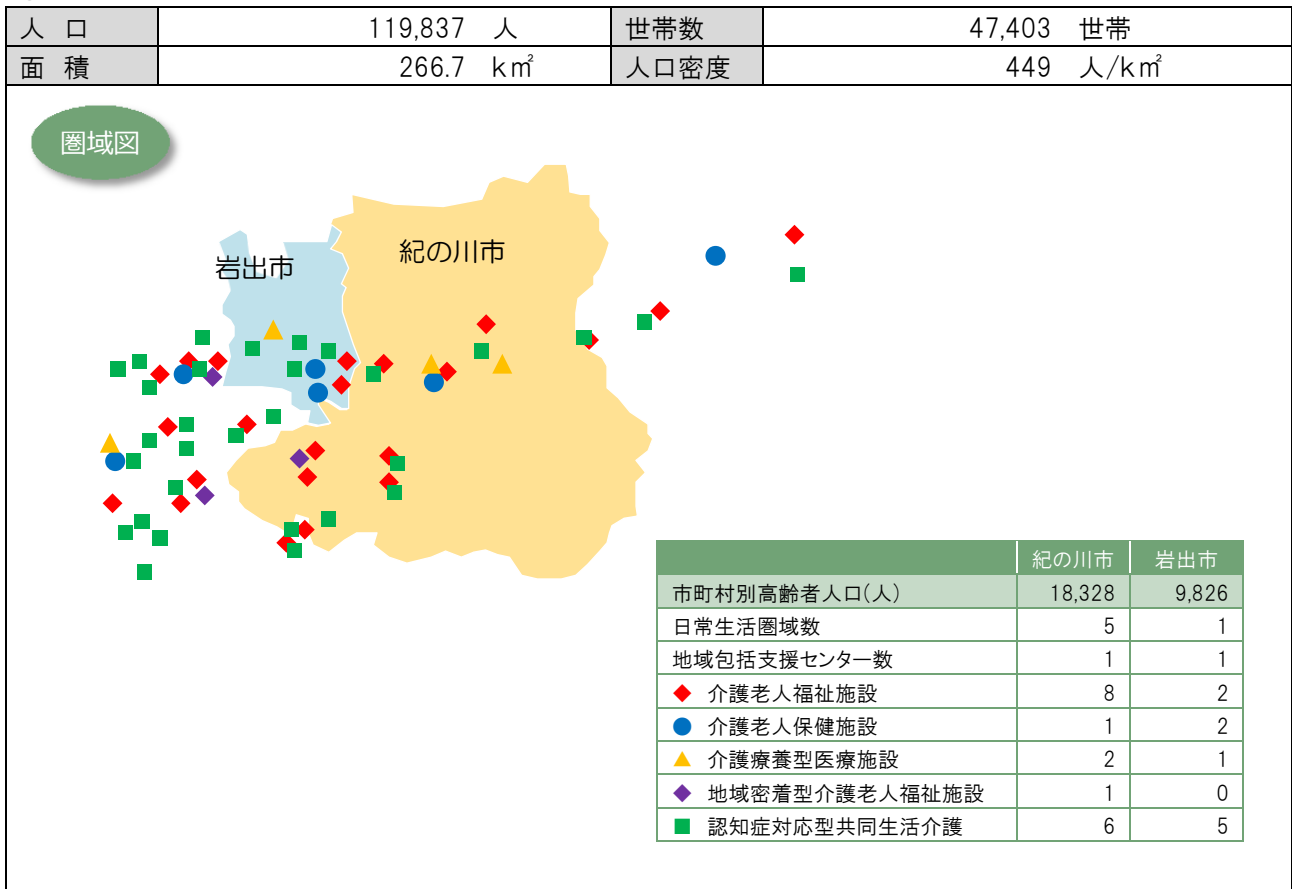 人 口 119,837 人 世帯数 47,403 世帯
面 積 266.7 k㎡ 人口密度 449 人/k㎡
圏域図
岩出市 紀の川市
紀の川市 岩出市
市町村別高齢者人口(人) 18,328 9,826
日常生活圏域数 5 1
地域包括支援センター数 1 1
◆ 介護老人福祉施設 8 2
● 介護老人保健施設 1 2
▲ 介護療養型医療施設 2 1
◆ 地域密着型介護老人福祉施設 1 0
■ 認知症対応型共同生活介護 6 5